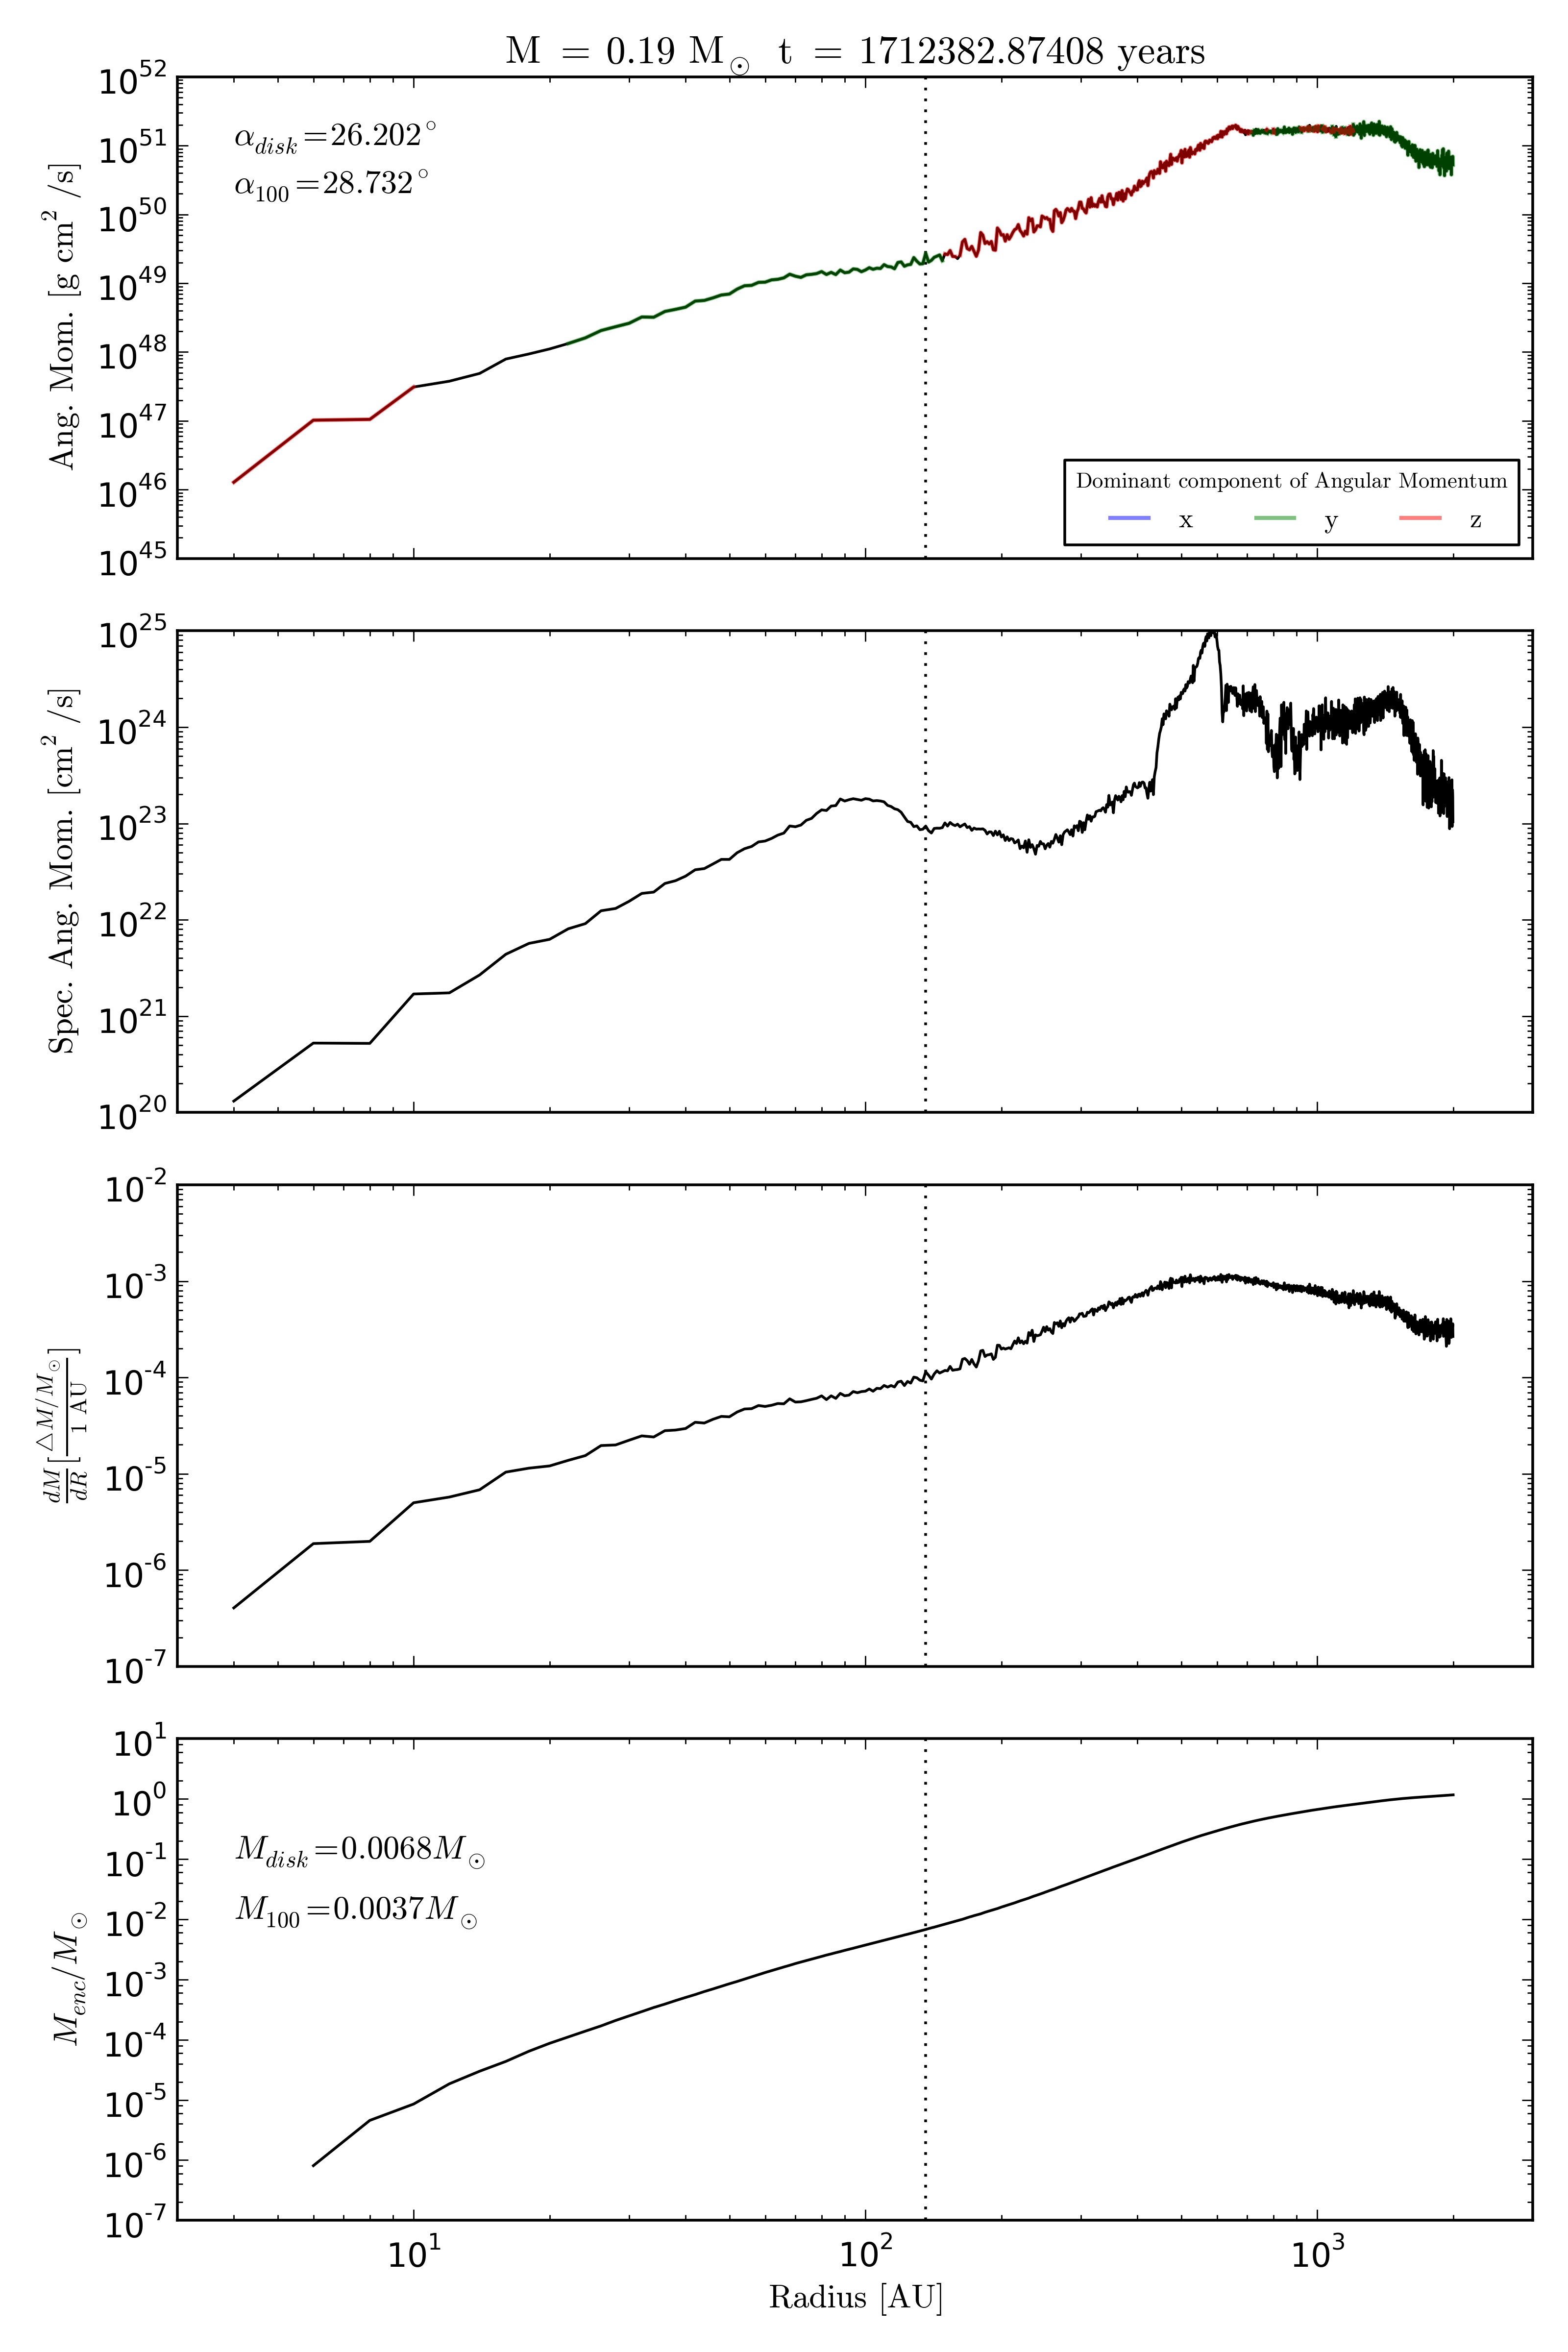 M = 0.19 M⊙ t = 1712382.87408 years
10^52
10^51
10^50
10^49
10^48
10^47
10^46
10^45
Ang. Mom. [g cm^2 /s]
α_disk = 26.202°
α_100 = 28.732°
Dominant component of Angular Momentum
x y z
10^25
10^24
10^23
10^22
10^21
10^20
Spec. Ang. Mom. [cm^2 /s]
10^-2
10^-3
10^-4
10^-5
10^-6
10^-7
dM/dR [△M/M⊙ / 1 AU]
10^1
10^0
10^-1
10^-2
10^-3
10^-4
10^-5
10^-6
10^-7
M_enc/M⊙
M_disk = 0.0068M⊙
M_100 = 0.0037M⊙
10^1 10^2 10^3
Radius [AU]